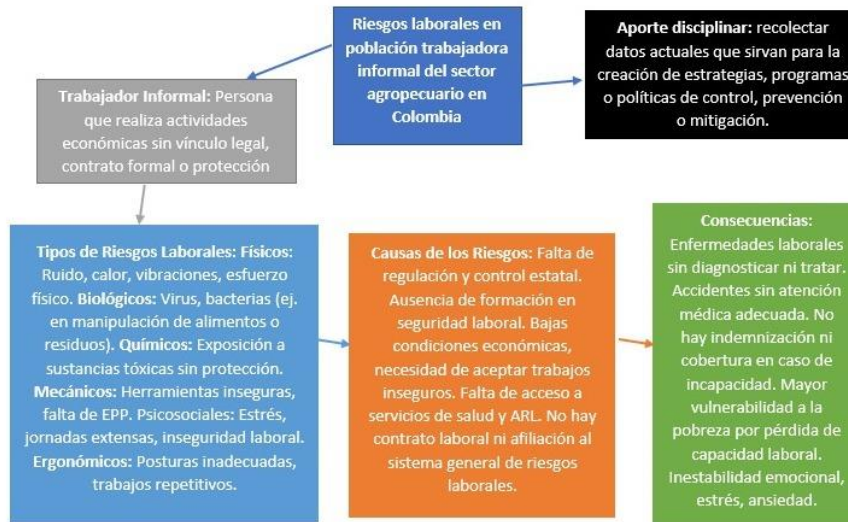 Riesgos laborales en
población trabajadora
informal del sector
agropecuario en
Colombia
Aporte disciplinar: recolectar
datos actuales que sirvan para la
creación de estrategias, programas
o políticas de control, prevención
o mitigación.
Trabajador Informal: Persona
que realiza actividades
económicas sin vínculo legal,
contrato formal o protección
Tipos de Riesgos Laborales: Físicos:
Ruido, calor, vibraciones, esfuerzo
físico. Biológicos: Virus, bacterias (ej.
en manipulación de alimentos o
residuos). Químicos: Exposición a
sustancias tóxicas sin protección.
Mecánicos: Herramientas inseguras,
falta de EPP. Psicosociales: Estrés,
jornadas extensas, inseguridad laboral.
Ergonómicos: Posturas inadecuadas,
trabajos repetitivos.
Causas de los Riesgos: Falta de
regulación y control estatal.
Ausencia de formación en
seguridad laboral. Bajas
condiciones económicas,
necesidad de aceptar trabajos
inseguros. Falta de acceso a
servicios de salud y ARL. No hay
contrato laboral ni afiliación al
sistema general de riesgos
laborales.
Consecuencias:
Enfermedades laborales
sin diagnosticar ni tratar.
Accidentes sin atención
médica adecuada. No
hay indemnización ni
cobertura en caso de
incapacidad. Mayor
vulnerabilidad a la
pobreza por pérdida de
capacidad laboral.
Inestabilidad emocional,
estrés, ansiedad.